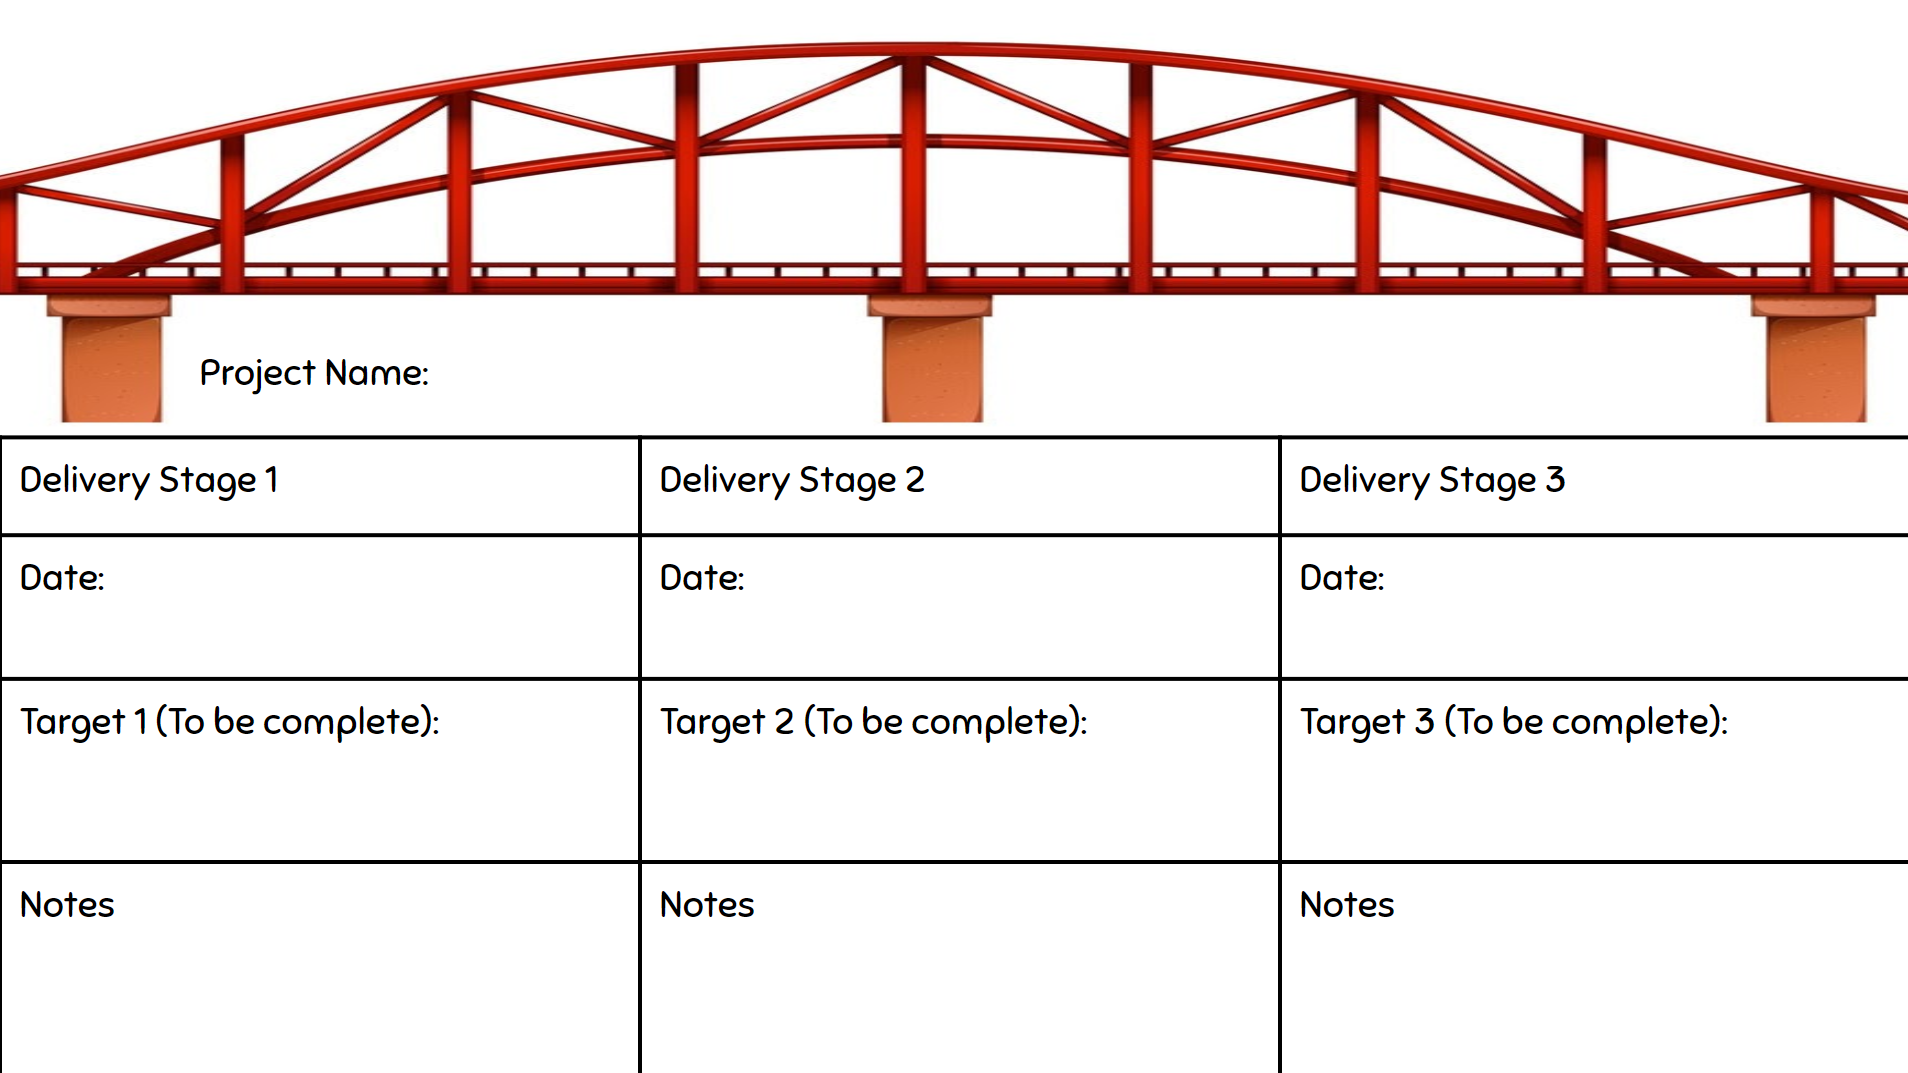 Project Name:
Delivery Stage 1
Delivery Stage 2
Delivery Stage 3
Date:
Date:
Date:
Target 1 (To be complete):
Target 2 (To be complete):
Target 3 (To be complete):
Notes
Notes
Notes